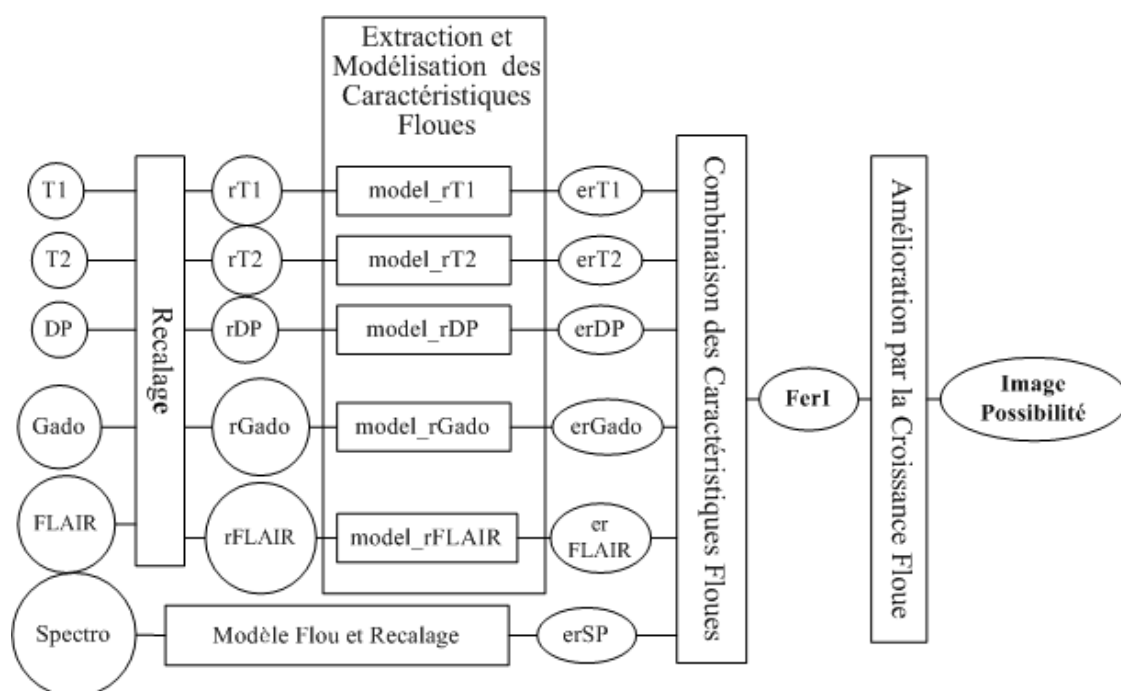 Extraction et
Modélisation des
Caractéristiques
Floues
T1
rT1
model_rT1
erT1
T2
rT2
model_rT2
erT2
DP
rDP
model_rDP
erDP
Gado
rGado
model_rGado
erGado
FLAIR
rFLAIR
model_rFLAIR
er
FLAIR
Spectro
Modèle Flou et Recalage
erSP
Recalage
Combinaison des Caractéristiques Floues
FerI
Amélioration par la Croissance Floue
Image
Possibilité